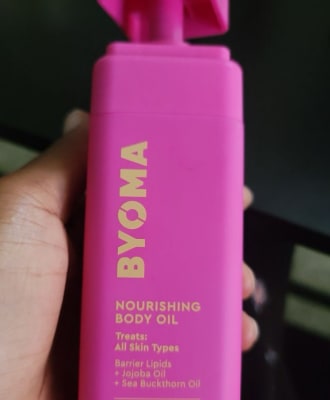 BYOMA
NOURISHING
BODY OIL
Treats:
All Skin Types
Barrier Lipids
+ Jojoba Oil
+ Sea Buckthorn Oil